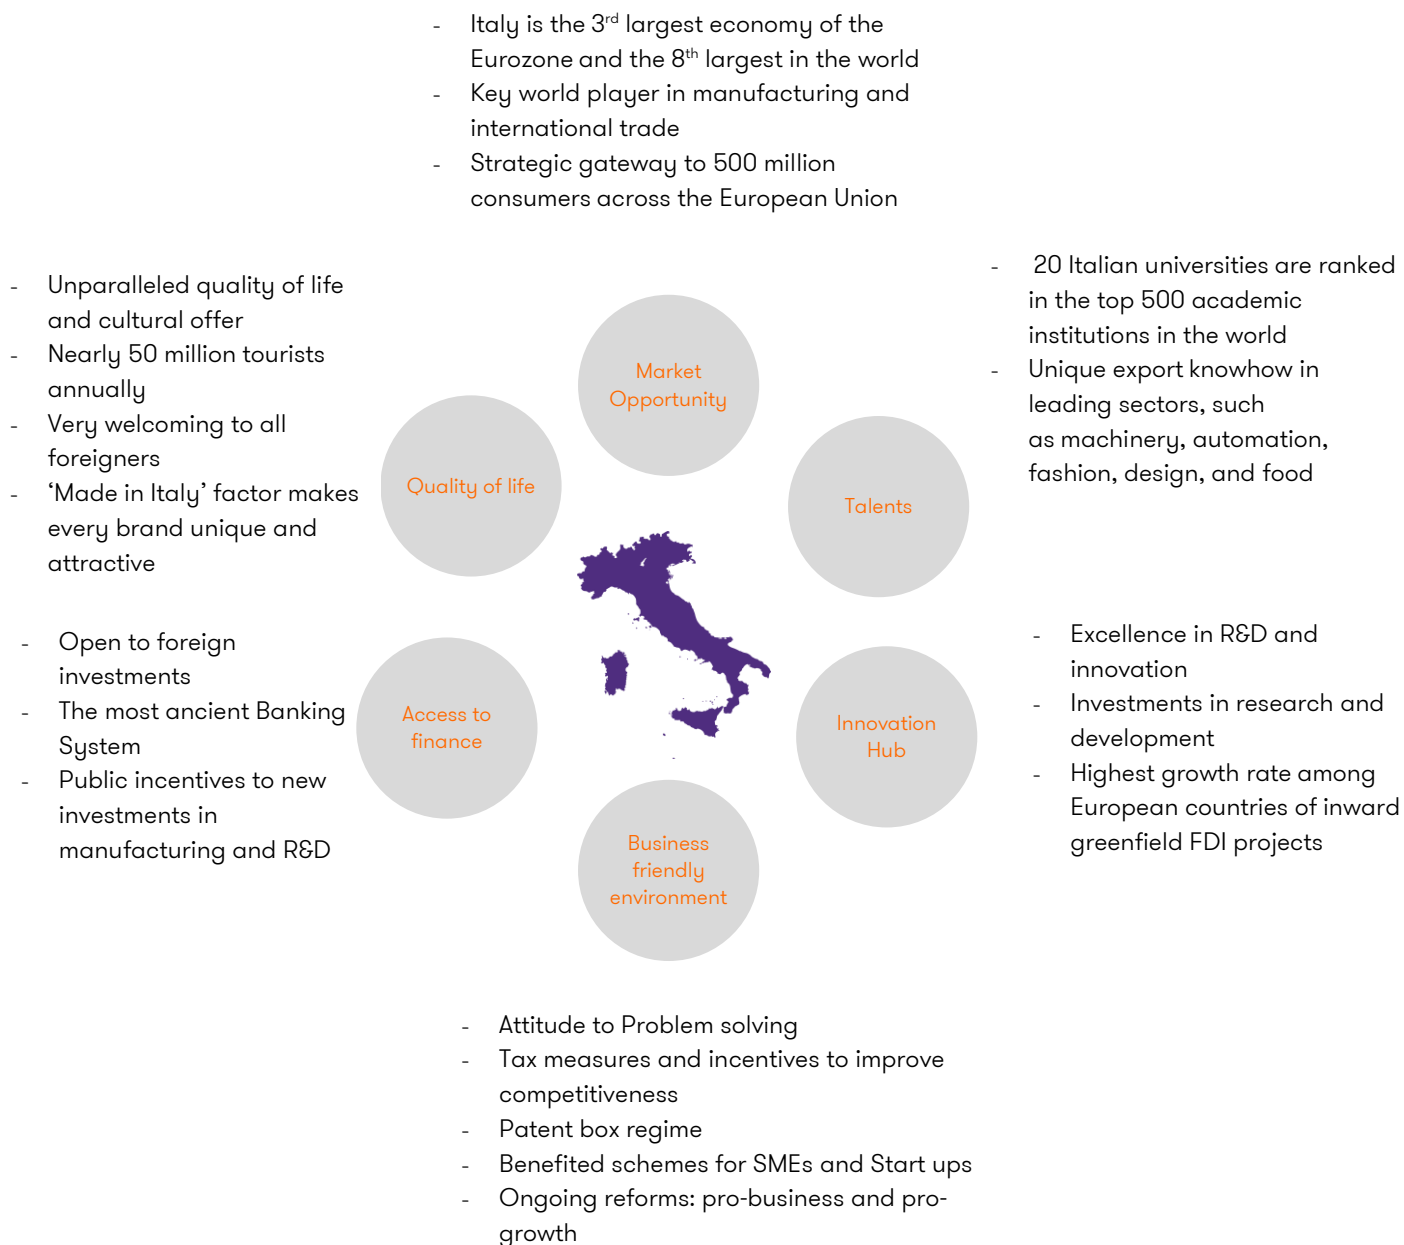 - Italy is the 3rd largest economy of the
Eurozone and the 8th largest in the world
- Key world player in manufacturing and
international trade
- Strategic gateway to 500 million
consumers across the European Union
- Unparalleled quality of life
and cultural offer
- Nearly 50 million tourists
annually
- Very welcoming to all
foreigners
- ‘Made in Italy’ factor makes
every brand unique and
attractive
- 20 Italian universities are ranked
in the top 500 academic
institutions in the world
- Unique export knowhow in
leading sectors, such
as machinery, automation,
fashion, design, and food
Market
Opportunity
Quality of life
Talents
- Open to foreign
investments
- The most ancient Banking
System
- Public incentives to new
investments in
manufacturing and R&D
Access to
finance
Innovation
Hub
- Excellence in R&D and
innovation
- Investments in research and
development
- Highest growth rate among
European countries of inward
greenfield FDI projects
Business
friendly
environment
- Attitude to Problem solving
- Tax measures and incentives to improve
competitiveness
- Patent box regime
- Benefited schemes for SMEs and Start ups
- Ongoing reforms: pro-business and pro-
growth